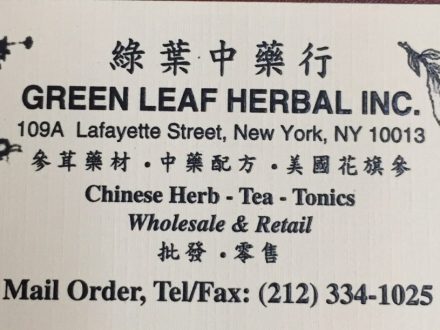 綠葉中藥行
GREEN LEAF HERBAL INC.
109A Lafayette Street, New York, NY 10013
參茸藥材・中藥配方・美國花旗參
Chinese Herb - Tea - Tonics
Wholesale & Retail
批發・零售
Mail Order, Tel/Fax: (212) 334-1025